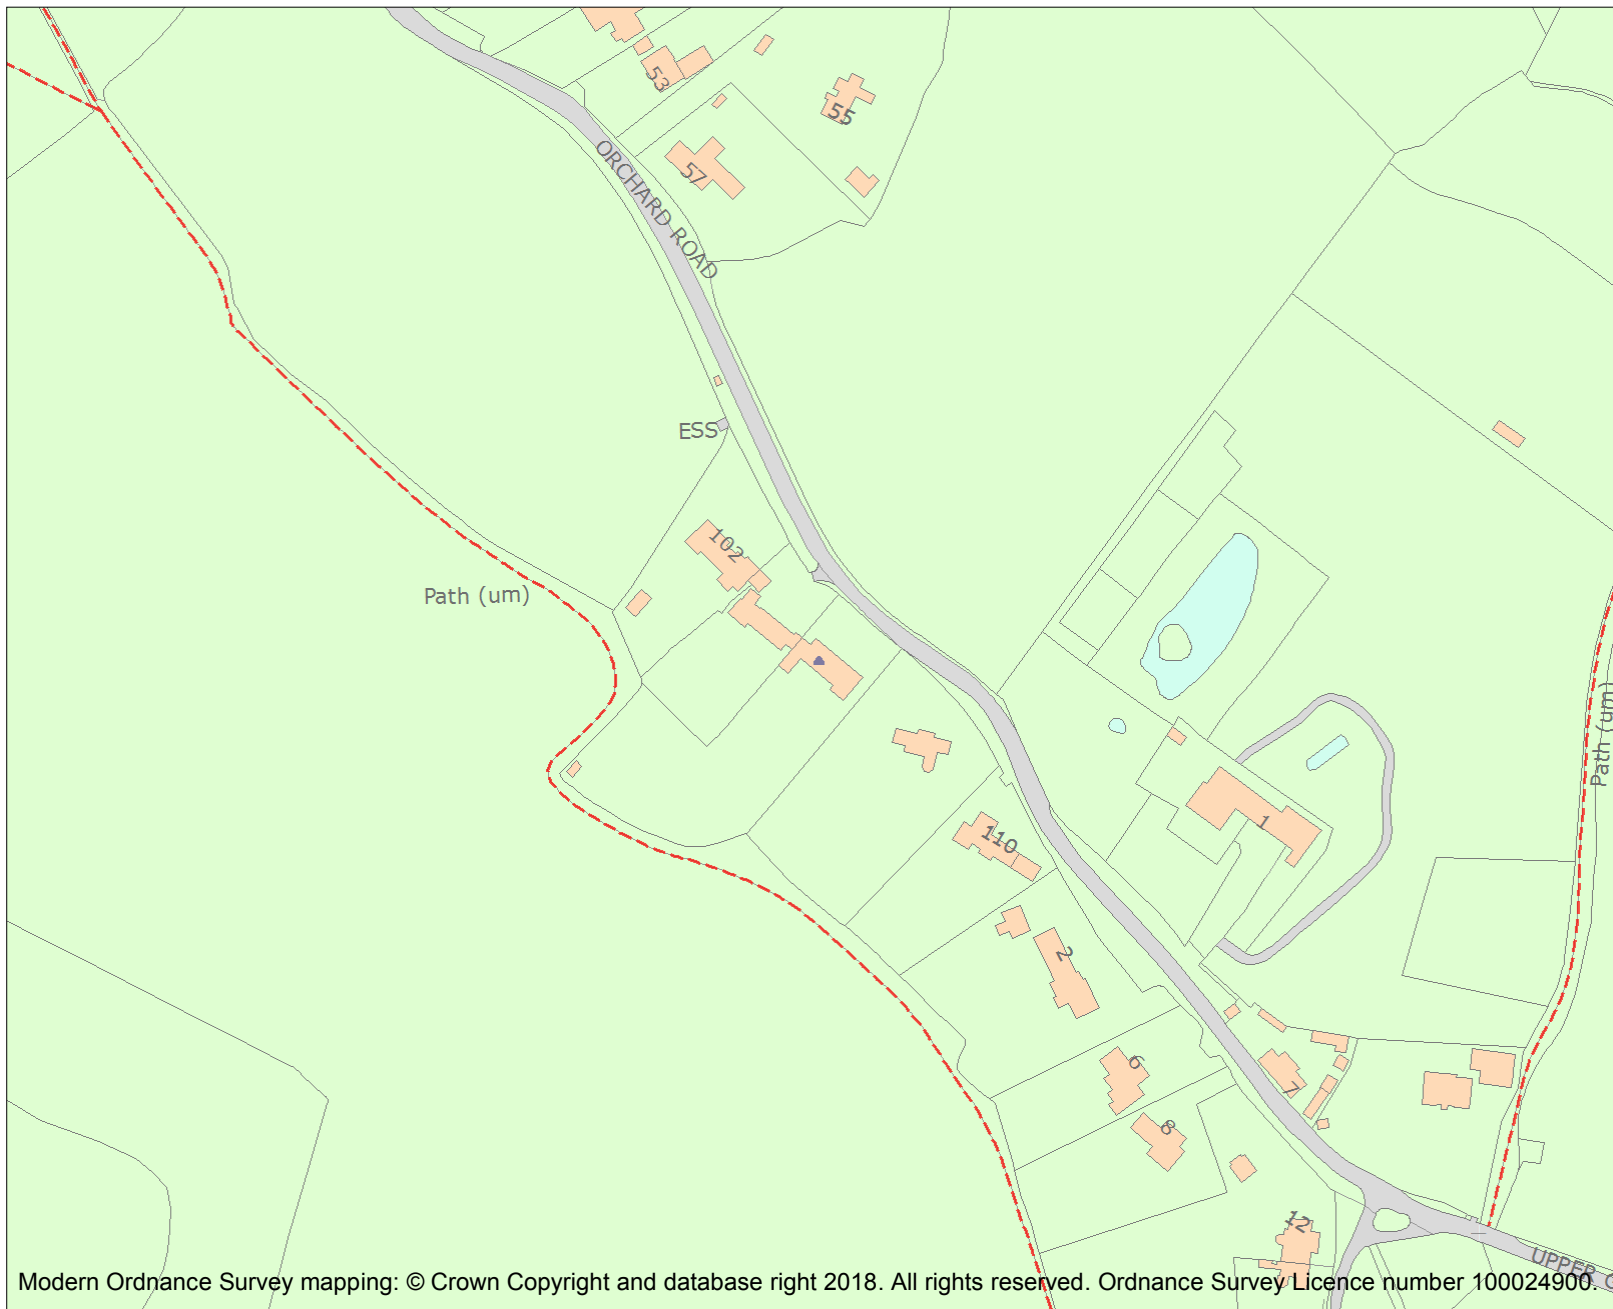 53
55
57
ORCHARD ROAD
ESS
102
Path (um)
Path (um)
1
110
2
6
7
8
12
UPPER
Modern Ordnance Survey mapping: © Crown Copyright and database right 2018. All rights reserved. Ordnance Survey Licence number 100024900.